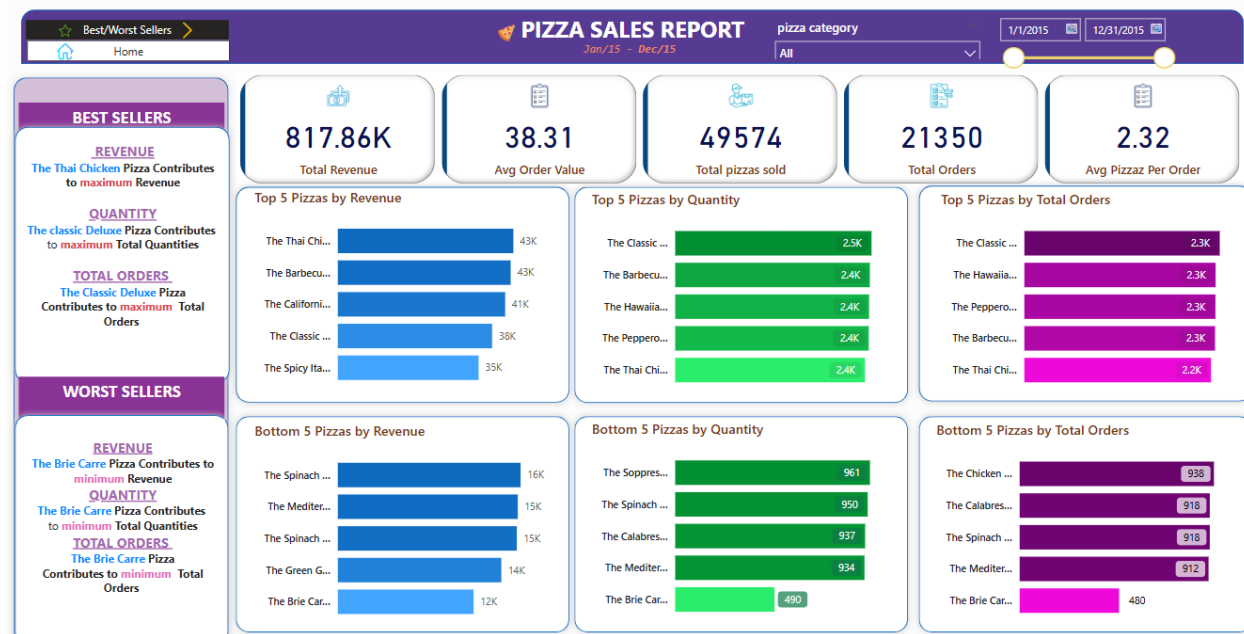 Best/Worst Sellers
Home
PIZZA SALES REPORT
Jan/15 - Dec/15
pizza category
All
1/1/2015
12/31/2015
BEST SELLERS
REVENUE
The Thai Chicken Pizza Contributes
to maximum Revenue
QUANTITY
The classic Deluxe Pizza Contributes
to maximum Total Quantities
TOTAL ORDERS
The Classic Deluxe Pizza
Contributes to maximum Total
Orders
WORST SELLERS
REVENUE
The Brie Carre Pizza Contributes to
minimum Revenue
QUANTITY
The Brie Carre Pizza Contributes
to minimum Total Quantities
TOTAL ORDERS
The Brie Carre Pizza
Contributes to minimum Total
Orders
817.86K
Total Revenue
38.31
Avg Order Value
49574
Total pizzas sold
21350
Total Orders
2.32
Avg Pizzaz Per Order
Top 5 Pizzas by Revenue
The Thai Chi... 43K
The Barbecu... 43K
The Californi... 41K
The Classic ... 38K
The Spicy Ita... 35K
Top 5 Pizzas by Quantity
The Classic ... 2.5K
The Barbecu... 2.4K
The Hawaiia... 2.4K
The Peppero... 2.4K
The Thai Chi... 2.4K
Top 5 Pizzas by Total Orders
The Classic ... 2.3K
The Hawaiia... 2.3K
The Peppero... 2.3K
The Barbecu... 2.3K
The Thai Chi... 2.2K
Bottom 5 Pizzas by Revenue
The Spinach ... 16K
The Mediter... 15K
The Spinach ... 15K
The Green G... 14K
The Brie Car... 12K
Bottom 5 Pizzas by Quantity
The Soppres... 961
The Spinach ... 950
The Calabres... 937
The Mediter... 934
The Brie Car... 490
Bottom 5 Pizzas by Total Orders
The Chicken ... 938
The Calabres... 918
The Spinach ... 918
The Mediter... 912
The Brie Car... 480